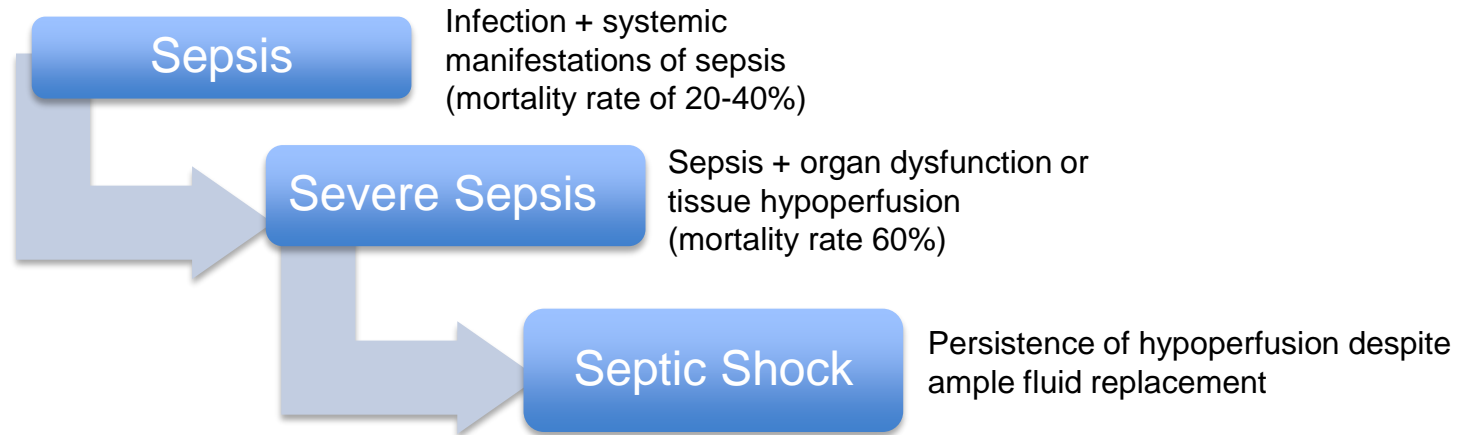 Sepsis
Infection + systemic
manifestations of sepsis
(mortality rate of 20-40%)
Severe Sepsis
Sepsis + organ dysfunction or
tissue hypoperfusion
(mortality rate 60%)
Septic Shock
Persistence of hypoperfusion despite
ample fluid replacement